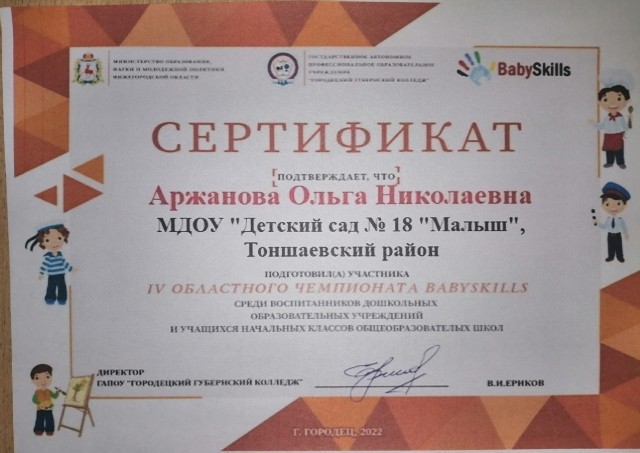 МИНИСТЕРСТВО ОБРАЗОВАНИЯ,
НАУКИ И МОЛОДЕЖНОЙ ПОЛИТИКИ
НИЖЕГОРОДСКОЙ ОБЛАСТИ
ГОСУДАРСТВЕННОЕ АВТОНОМНОЕ
ПРОФЕССИОНАЛЬНОЕ ОБРАЗОВАТЕЛЬНОЕ
УЧРЕЖДЕНИЕ
"ГОРОДЕЦКИЙ ГУБЕРНСКИЙ КОЛЛЕДЖ"
BabySkills
СЕРТИФИКАТ
ПОДТВЕРЖДАЕТ, ЧТО
Аржанова Ольга Николаевна
МДОУ "Детский сад № 18 "Малыш",
Тоншаевский район
ПОДГОТОВИЛ(А) УЧАСТНИКА
IV ОБЛАСТНОГО ЧЕМПИОНАТА BABYSKILLS
СРЕДИ ВОСПИТАННИКОВ ДОШКОЛЬНЫХ
ОБРАЗОВАТЕЛЬНЫХ УЧРЕЖДЕНИЙ
И УЧАЩИХСЯ НАЧАЛЬНЫХ КЛАССОВ ОБЩЕОБРАЗОВАТЕЛЫХ ШКОЛ
ДИРЕКТОР
ГАПОУ "ГОРОДЕЦКИЙ ГУБЕРНСКИЙ КОЛЛЕДЖ"
В.И.ЕРИКОВ
Г. ГОРОДЕЦ, 2022